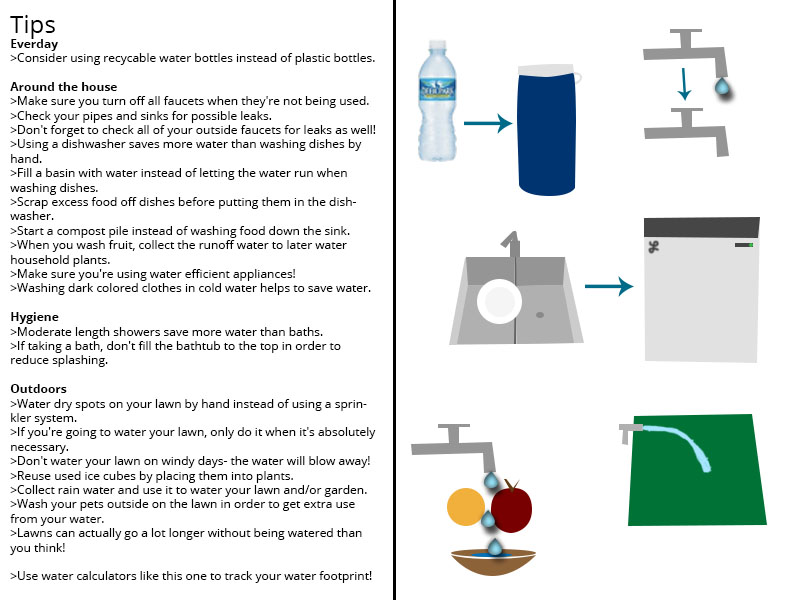 Tips
Everday
>Consider using recycable water bottles instead of plastic bottles.
Around the house
>Make sure you turn off all faucets when they're not being used.
>Check your pipes and sinks for possible leaks.
>Don't forget to check all of your outside faucets for leaks as well!
>Using a dishwasher saves more water than washing dishes by
hand.
>Fill a basin with water instead of letting the water run when
washing dishes.
>Scrap excess food off dishes before putting them in the dish-
washer.
>Start a compost pile instead of washing food down the sink.
>When you wash fruit, collect the runoff water to later water
household plants.
>Make sure you're using water efficient appliances!
>Washing dark colored clothes in cold water helps to save water.
Hygiene
>Moderate length showers save more water than baths.
>If taking a bath, don't fill the bathtub to the top in order to
reduce splashing.
Outdoors
>Water dry spots on your lawn by hand instead of using a sprin-
kler system.
>If you're going to water your lawn, only do it when it's absolutely
necessary.
>Don't water your lawn on windy days- the water will blow away!
>Reuse used ice cubes by placing them into plants.
>Collect rain water and use it to water your lawn and/or garden.
>Wash your pets outside on the lawn in order to get extra use
from your water.
>Lawns can actually go a lot longer without being watered than
you think!
>Use water calculators like this one to track your water footprint!
DEER PARK